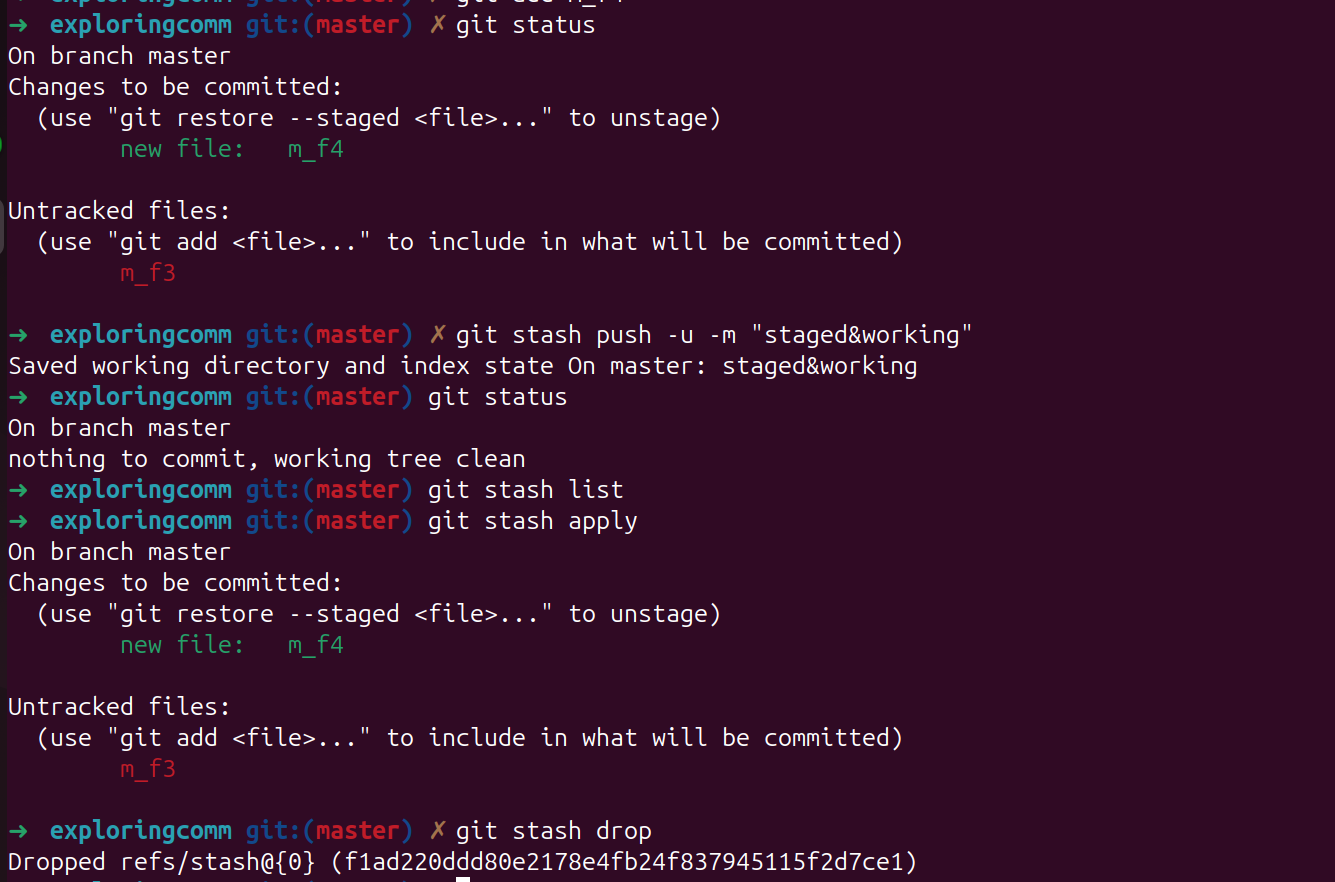 ➜  exploringcomm git:(master) ✗ git status
On branch master
Changes to be committed:
  (use "git restore --staged <file>..." to unstage)
        new file:   m_f4

Untracked files:
  (use "git add <file>..." to include in what will be committed)
        m_f3

➜  exploringcomm git:(master) ✗ git stash push -u -m "staged&working"
Saved working directory and index state On master: staged&working
➜  exploringcomm git:(master) git status
On branch master
nothing to commit, working tree clean
➜  exploringcomm git:(master) git stash list
➜  exploringcomm git:(master) git stash apply
On branch master
Changes to be committed:
  (use "git restore --staged <file>..." to unstage)
        new file:   m_f4

Untracked files:
  (use "git add <file>..." to include in what will be committed)
        m_f3

➜  exploringcomm git:(master) ✗ git stash drop
Dropped refs/stash@{0} (f1ad220ddd80e2178e4fb24f837945115f2d7ce1)